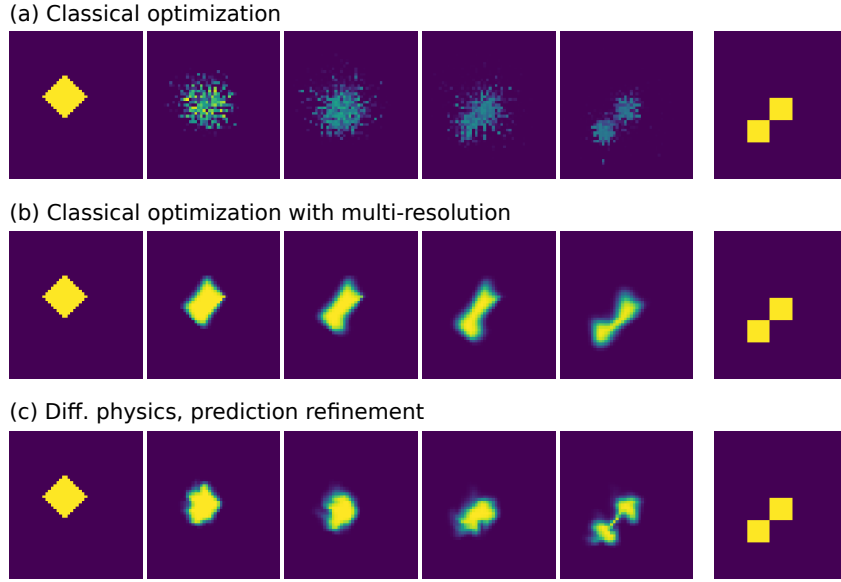 (a) Classical optimization
(b) Classical optimization with multi-resolution
(c) Diff. physics, prediction refinement